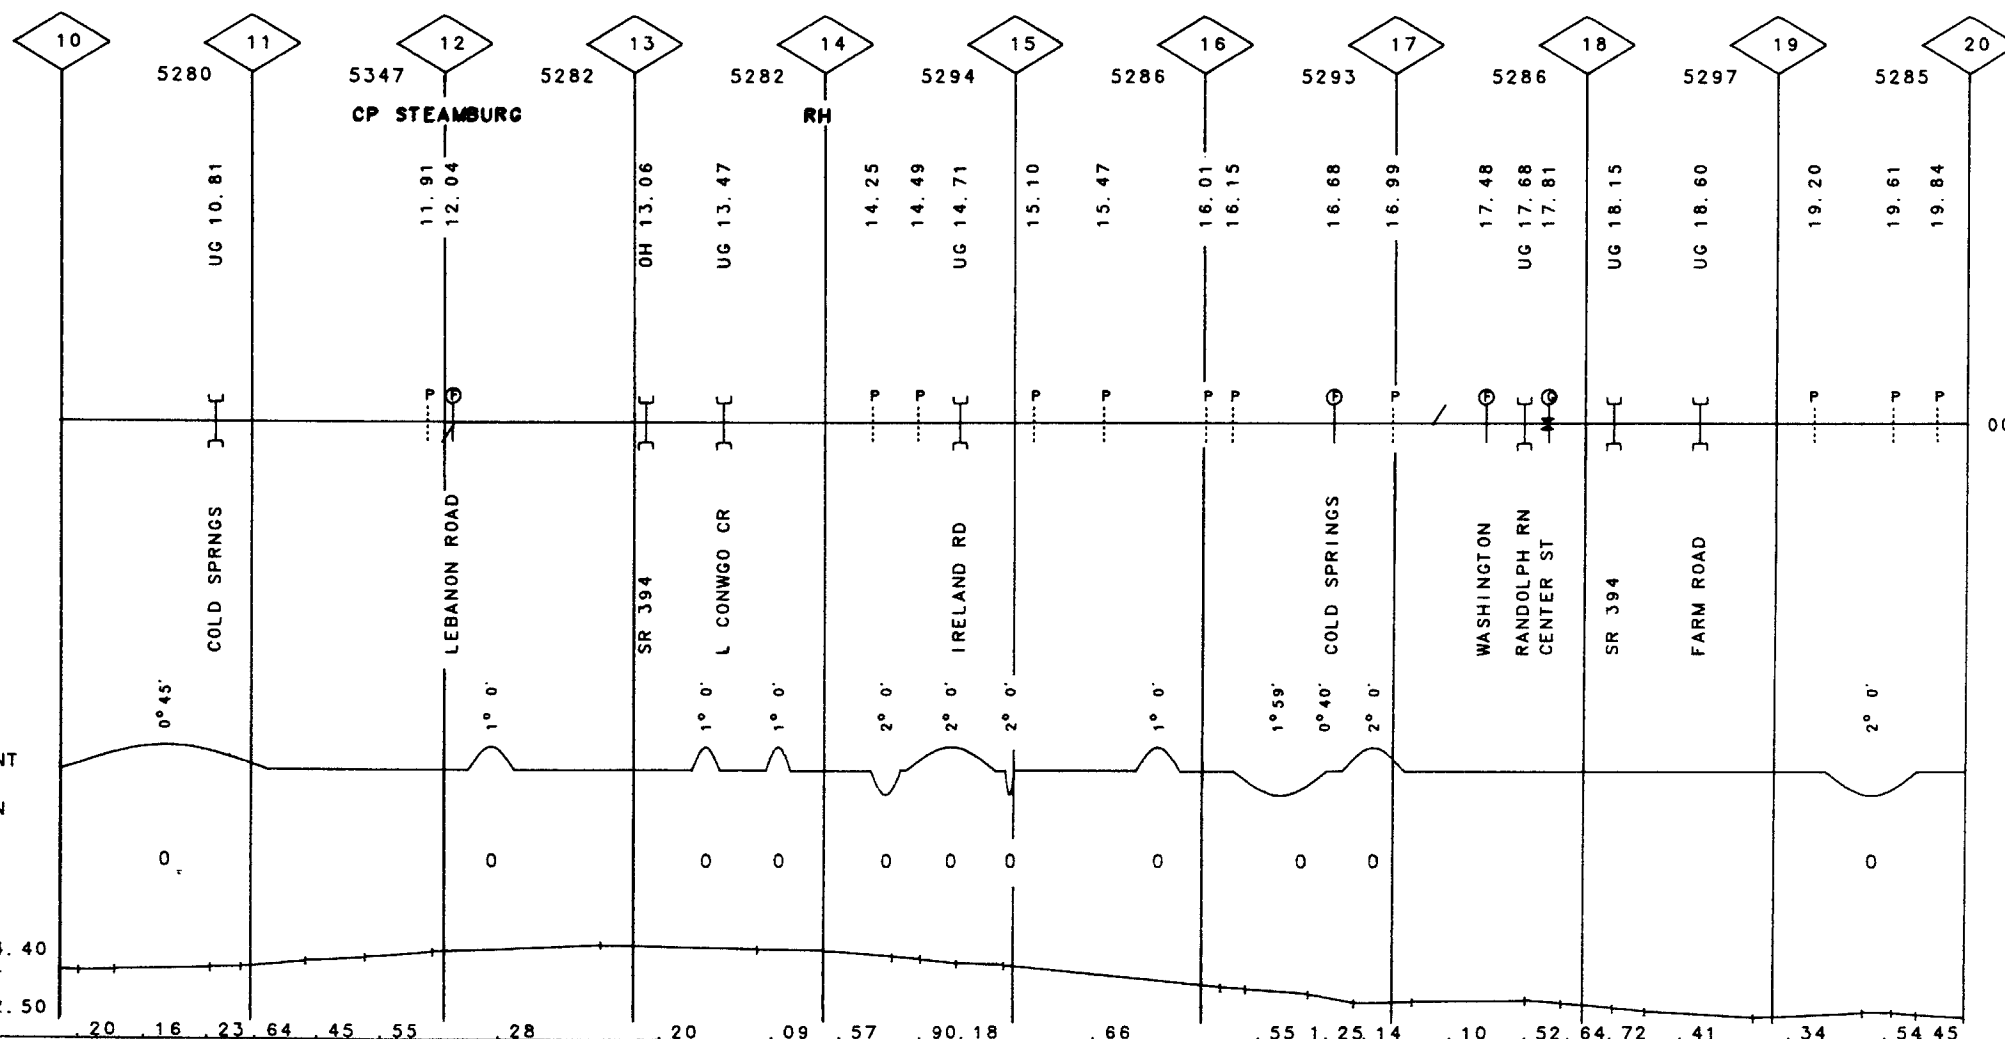 10 11 12 13 14 15 16 17 18 19 20
5280 5347 5282 5282 5294 5286 5293 5286 5297 5285
CP STEAMBURG RH
UG 10.81
11.91
12.04
OH 13.06
UG 13.47
14.25
14.49
UG 14.71
15.10
15.47
16.01
16.15
16.68
16.99
17.48
UG 17.68
17.81
UG 18.15
UG 18.60
19.20
19.61
19.84
P F P P P P P P F P F G P P P
COLD SPRNGS
LEBANON ROAD
SR 394
L CONWGO CR
IRELAND RD
COLD SPRINGS
WASHINGTON
RANDOLPH RN
CENTER ST
SR 394
FARM ROAD
0° 45' 1° 0' 1° 0' 1° 0' 2° 0' 2° 0' 2° 0' 1° 0' 1° 59' 0° 40' 2° 0' 2° 0'
NT
N
0 0 0 0 0 0 0 0 0 0 0
.40
.50
.20 .16 .23 .64 .45 .55 .28 .20 .09 .57 .90 .18 .66 .55 1.25 .14 .10 .52 .64 .72 .41 .34 .54 .45